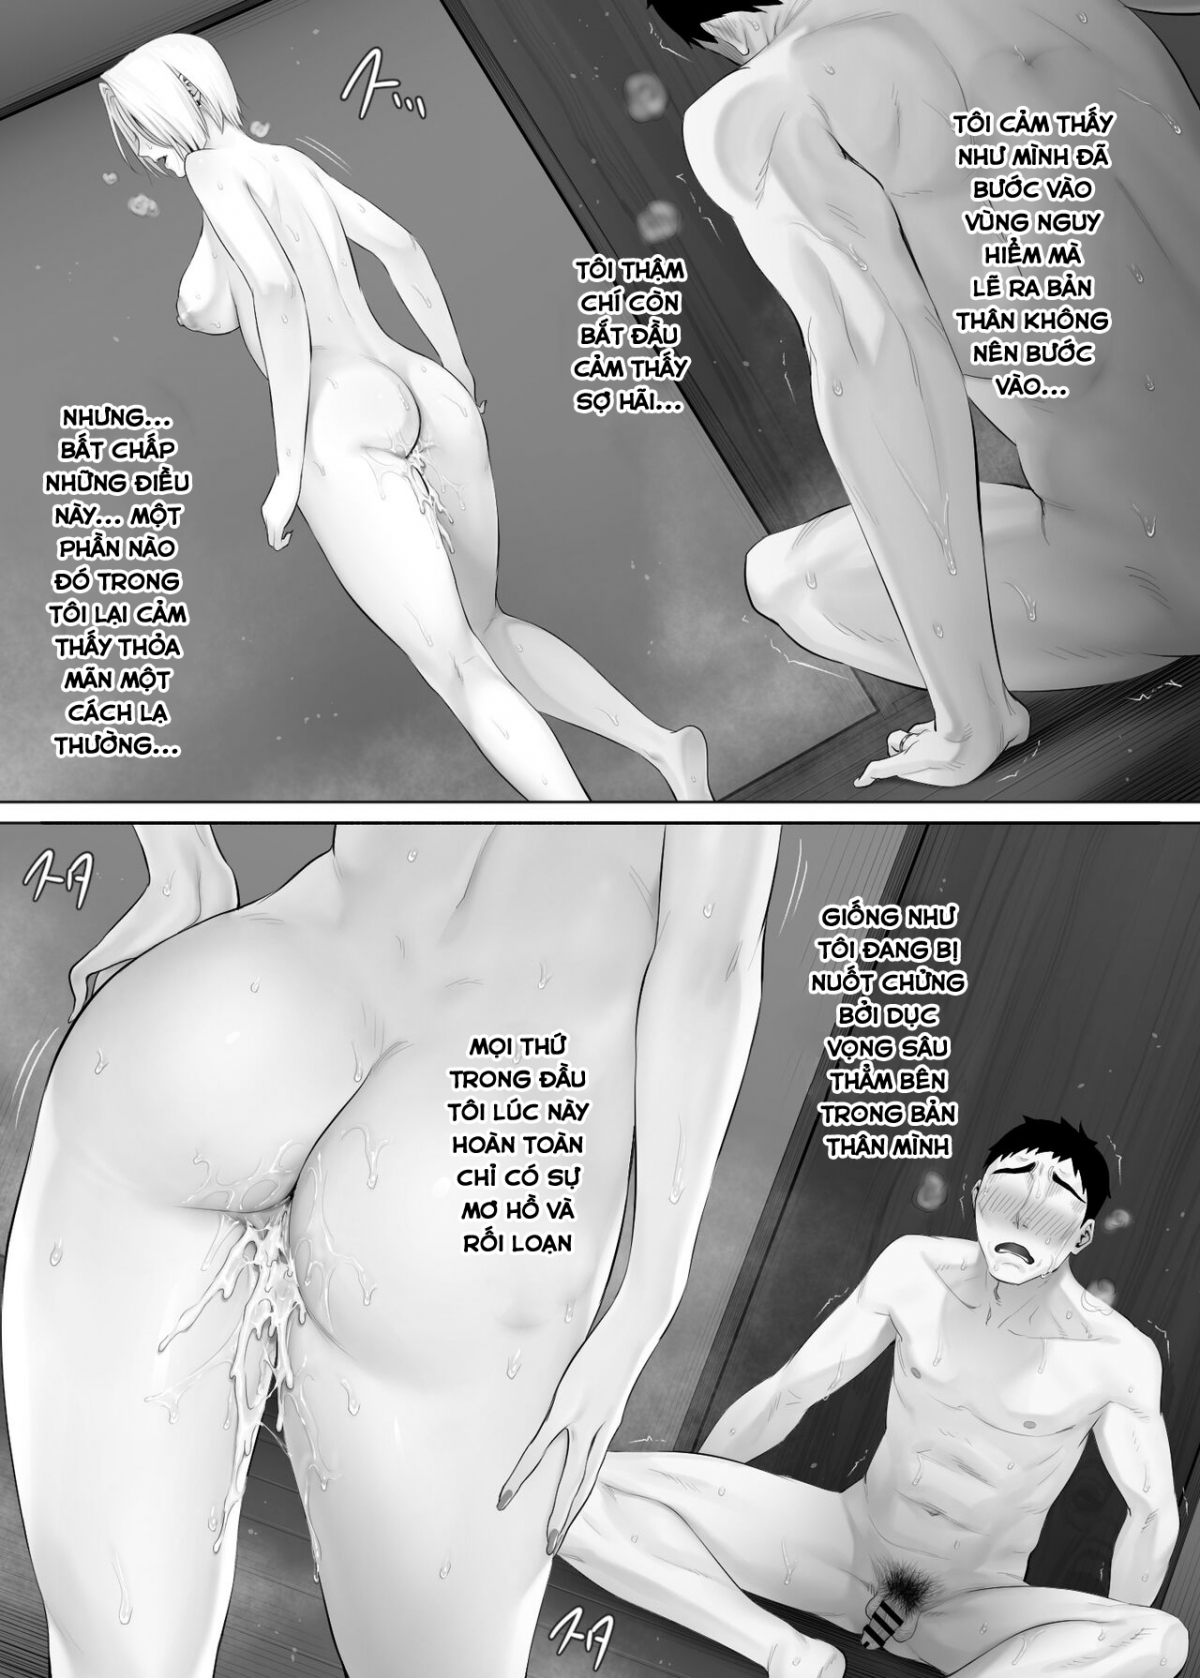 TÔI CẢM THẤY
NHƯ MÌNH ĐÃ
BƯỚC VÀO
VÙNG NGUY
HIỂM MÀ
LẼ RA BẢN
THÂN KHÔNG
NÊN BƯỚC
VÀO...
TÔI THẬM
CHÍ CÒN
BẮT ĐẦU
CẢM THẤY
SỢ HÃI...
NHƯNG...
BẤT CHẤP
NHỮNG ĐIỀU
NÀY... MỘT
PHẦN NÀO
ĐÓ TRONG
TÔI LẠI CẢM
THẤY THỎA
MÃN MỘT
CÁCH LẠ
THƯỜNG...
GIỐNG NHƯ
TÔI ĐANG BỊ
NUỐT CHỬNG
BỞI DỤC
VỌNG SÂU
THẲM BÊN
TRONG BẢN
THÂN MÌNH
MỌI THỨ
TRONG ĐẦU
TÔI LÚC NÀY
HOÀN TOÀN
CHỈ CÓ SỰ
MƠ HỒ VÀ
RỐI LOẠN